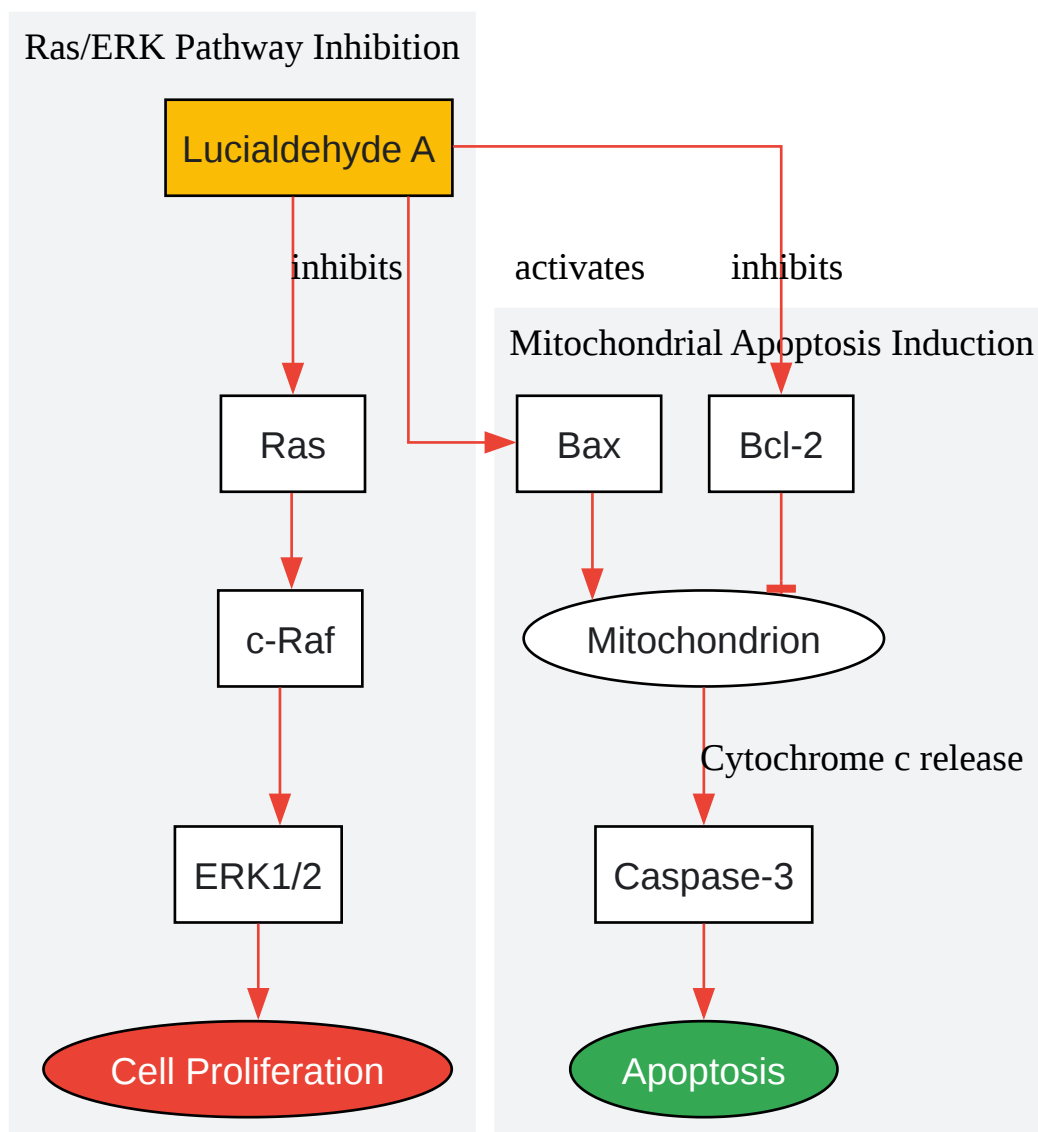 Ras/ERK Pathway Inhibition
Lucialdehyde A
inhibits
activates
inhibits
Mitochondrial Apoptosis Induction
Ras
Bax
Bcl-2
c-Raf
Mitochondrion
Cytochrome c release
ERK1/2
Caspase-3
Cell Proliferation
Apoptosis